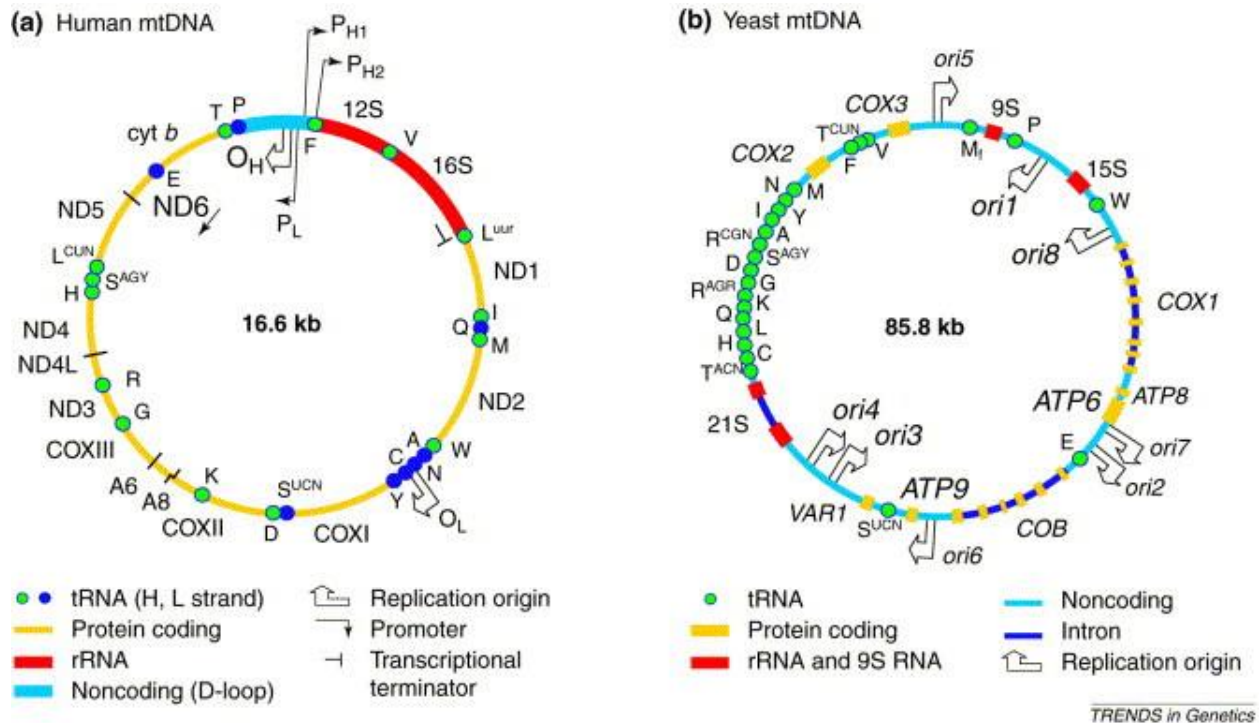 (a) Human mtDNA
P_H1
P_H2
12S
T
P
F
O_H
V
16S
cyt b
E
ND6
P_L
ND5
L^uur
ND1
L^CUN
S^AGY
H
I
Q
M
16.6 kb
ND4
ND4L
R
ND3
G
ND2
COXIII
A
W
C
N
Y
O_L
A6
A8
K
COXII
S^UCN
D
COXI
tRNA (H, L strand)
Protein coding
rRNA
Noncoding (D-loop)
Replication origin
Promoter
Transcriptional
terminator
(b) Yeast mtDNA
ori5
COX3
9S
P
T^CUN
V
F
M_f
COX2
15S
ori1
W
N
M
I
Y
ori8
R^CGN
A
D
S^AGY
R^AGR
G
Q
K
H
L
T^ACN
C
COX1
85.8 kb
ATP6
ATP8
21S
ori4
ori3
E
ori7
ori2
VAR1
ATP9
S^UCN
COB
ori6
tRNA
Protein coding
rRNA and 9S RNA
Noncoding
Intron
Replication origin
TRENDS in Genetics